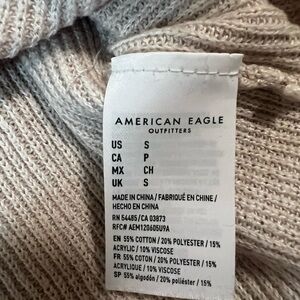 AMERICAN EAGLE
OUTFITTERS
US S
CA P
MX CH
UK S
MADE IN CHINA / FABRIQUÉ EN CHINE /
HECHO EN CHINA
RN 54485/CA 03873
RFC# AEM120605U9A
EN 55% COTTON / 20% POLYESTER / 15%
ACRYLIC / 10% VISCOSE
FR 55% COTON / 20% POLYESTER / 15%
ACRYLIQUE / 10% VISCOSE
SP 55% algodón / 20% poliéster / 15%